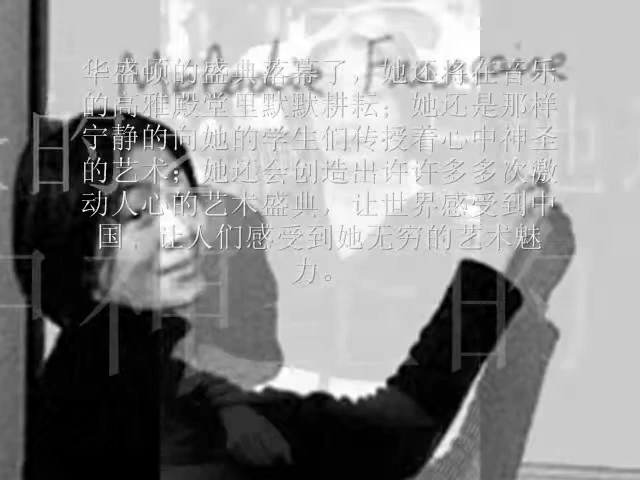 Mélodie Française
华盛顿的盛典落幕了，她还将在音乐
的高雅殿堂里默默耕耘；她还是那样
宁静的向她的学生们传授着心中神圣
的艺术；她还会创造出许许多多次激
动人心的艺术盛典，让世界感受到中
国，让人们感受到她无穷的艺术魅
力。